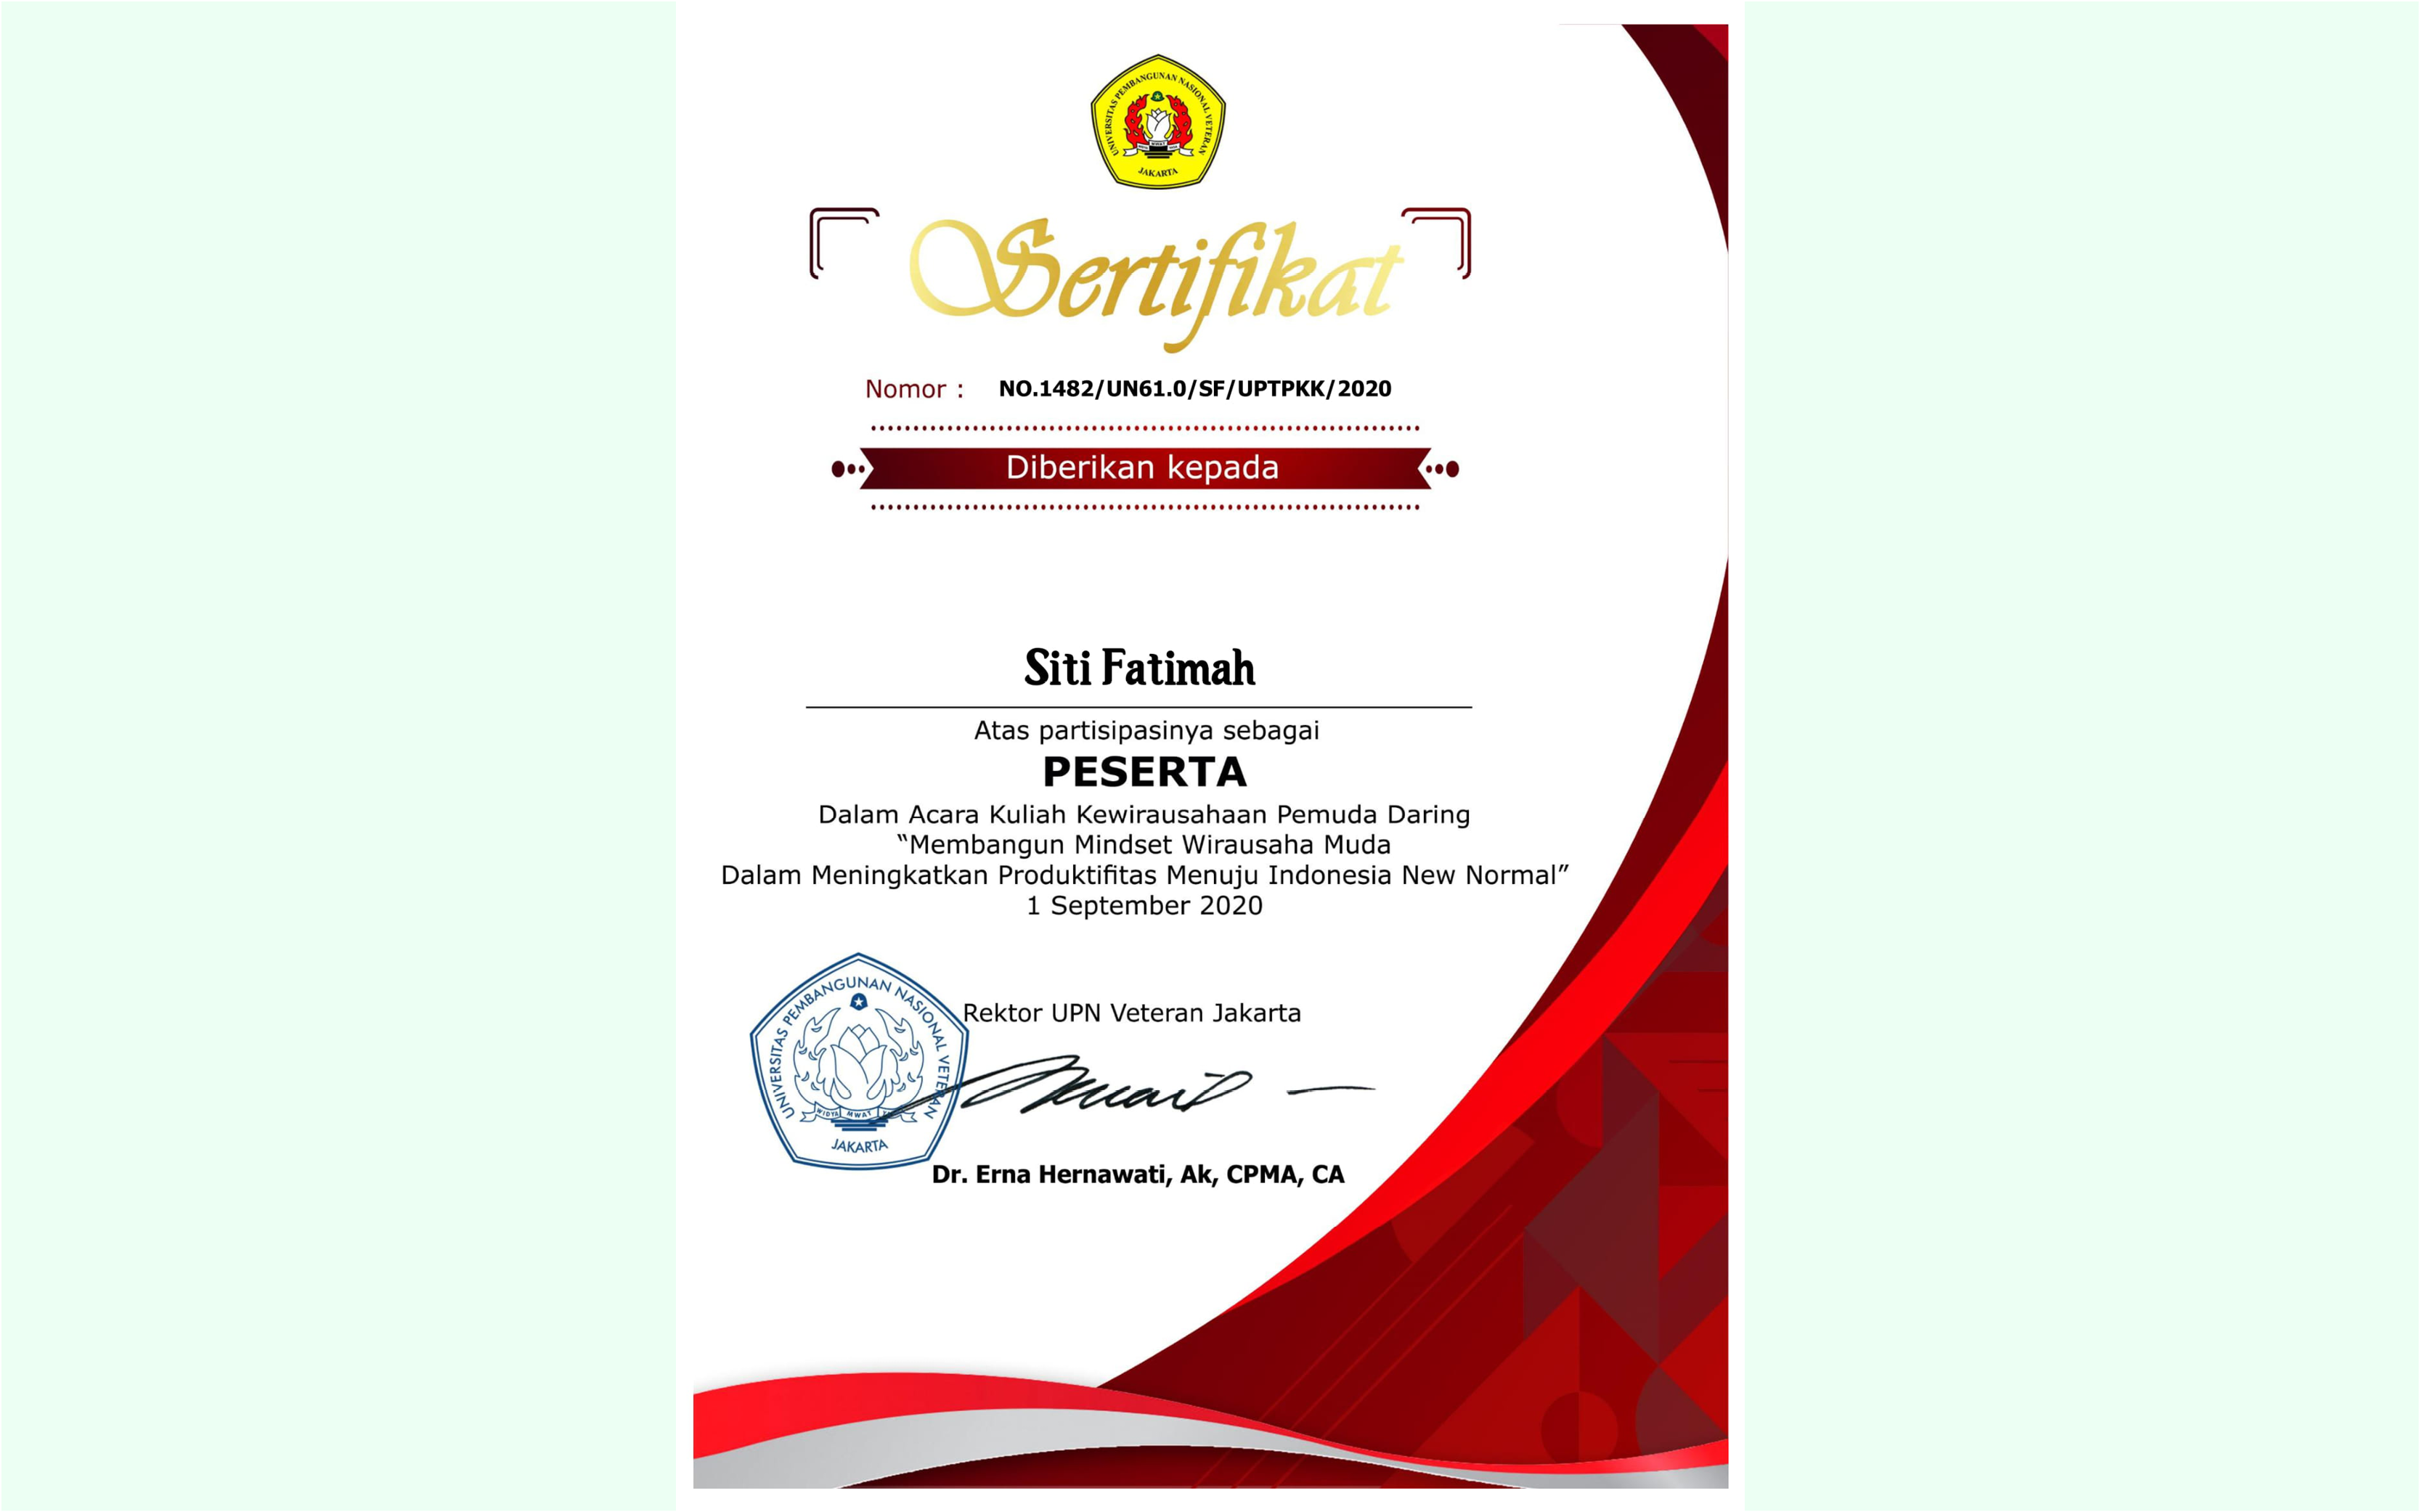 UNIVERSITAS PEMBANGUNAN NASIONAL VETERAN
JAKARTA
Sertifikat
Nomor : NO.1482/UN61.0/SF/UPTPKK/2020
Diberikan kepada
Siti Fatimah
Atas partisipasinya sebagai
PESERTA
Dalam Acara Kuliah Kewirausahaan Pemuda Daring
“Membangun Mindset Wirausaha Muda
Dalam Meningkatkan Produktifitas Menuju Indonesia New Normal”
1 September 2020
Rektor UPN Veteran Jakarta
UNIVERSITAS PEMBANGUNAN NASIONAL VETERAN
WIDYA MWAT
JAKARTA
Dr. Erna Hernawati, Ak, CPMA, CA